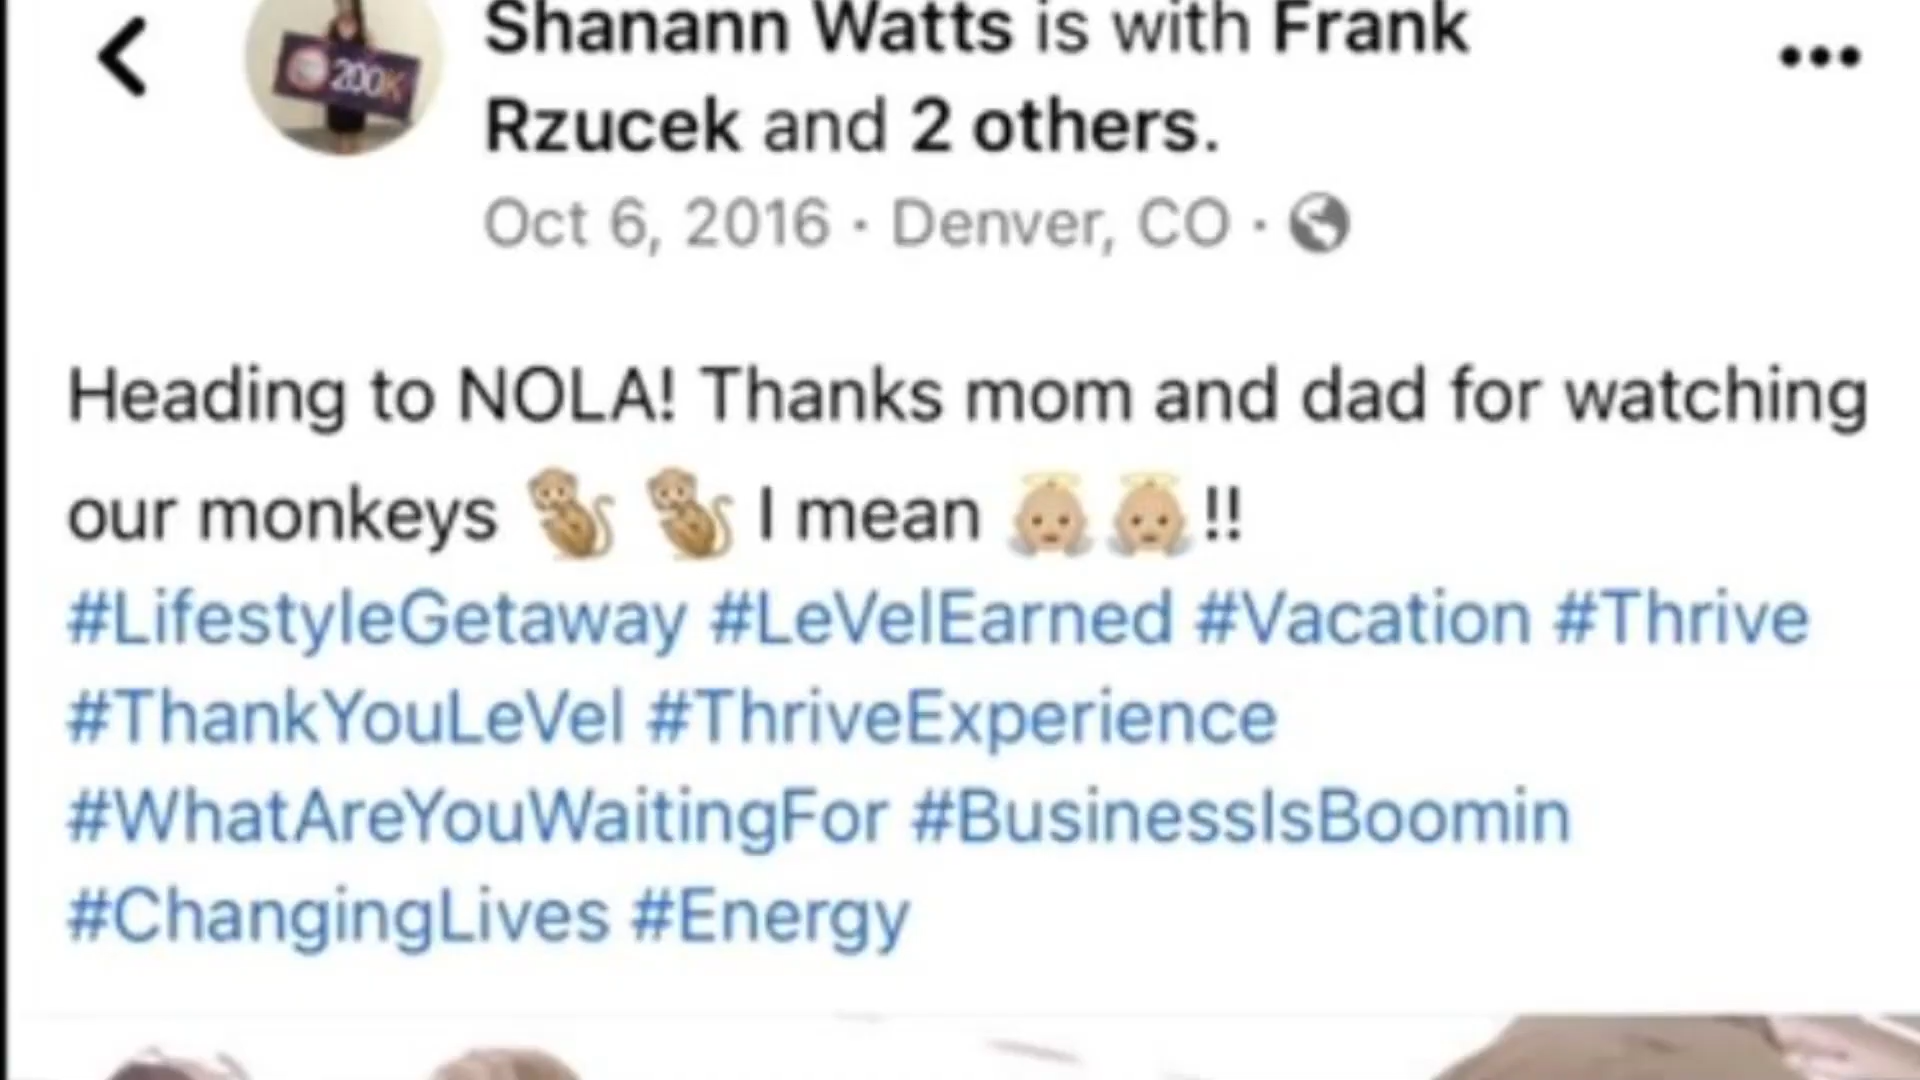 Shanann Watts is with Frank
Rzucek and 2 others.
200K
Oct 6, 2016 · Denver, CO ·
Heading to NOLA! Thanks mom and dad for watching
our monkeys 🐒 🐒 I mean 👼🏼👼🏼!!
#LifestyleGetaway #LeVelEarned #Vacation #Thrive
#ThankYouLeVel #ThriveExperience
#WhatAreYouWaitingFor #BusinessIsBoomin
#ChangingLives #Energy